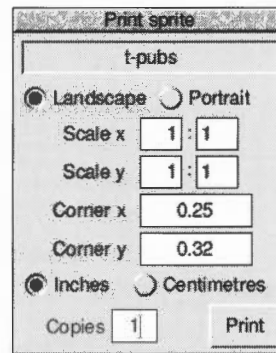 Print sprite
t-pubs
Landscape Portrait
Scale x 1 : 1
Scale y 1 : 1
Corner x 0.25
Corner y 0.32
Inches Centimetres
Copies 1 Print